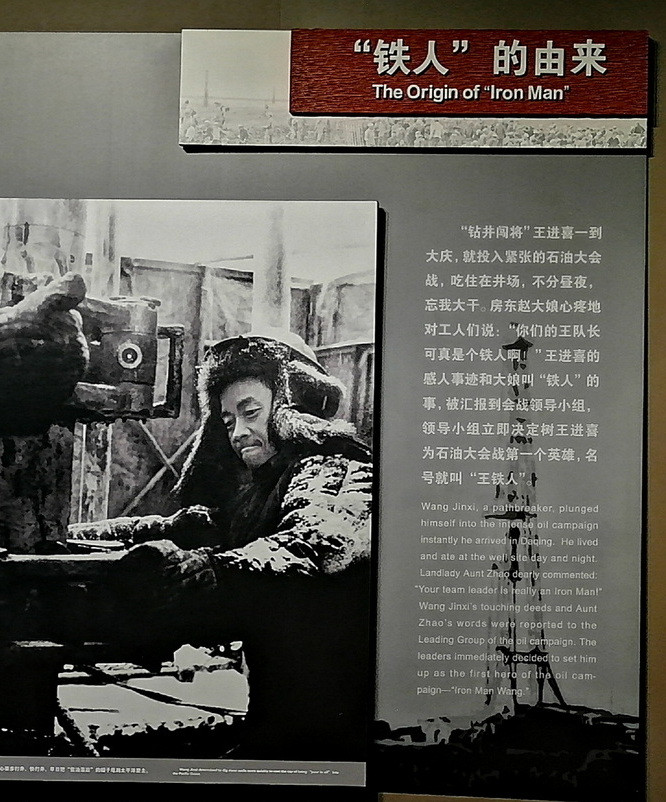 “铁人”的由来
The Origin of “Iron Man”
“钻井闯将”王进喜一到
大庆，就投入紧张的石油大会
战，吃住在井场，不分昼夜，
忘我大干。房东赵大娘心疼地
对工人们说：“你们的王队长
可真是个铁人啊！”王进喜的
感人事迹和大娘叫“铁人”的
事，被汇报到会战领导小组，
领导小组立即决定树王进喜
为石油大会战第一个英雄，名
号就叫“王铁人”。
Wang Jinxi, a pathbreaker, plunged
himself into the intense oil campaign
instantly he arrived in Daqing. He lived
and ate at the well site day and night.
Landlady Aunt Zhao dearly commented:
"Your team leader is really an Iron Man!"
Wang Jinxi's touching deeds and Aunt
Zhao's words were reported to the
Leading Group of the oil campaign. The
leaders immediately decided to set him
up as the first hero of the oil cam-
paign—"Iron Man Wang."
the Pacific Ocean.